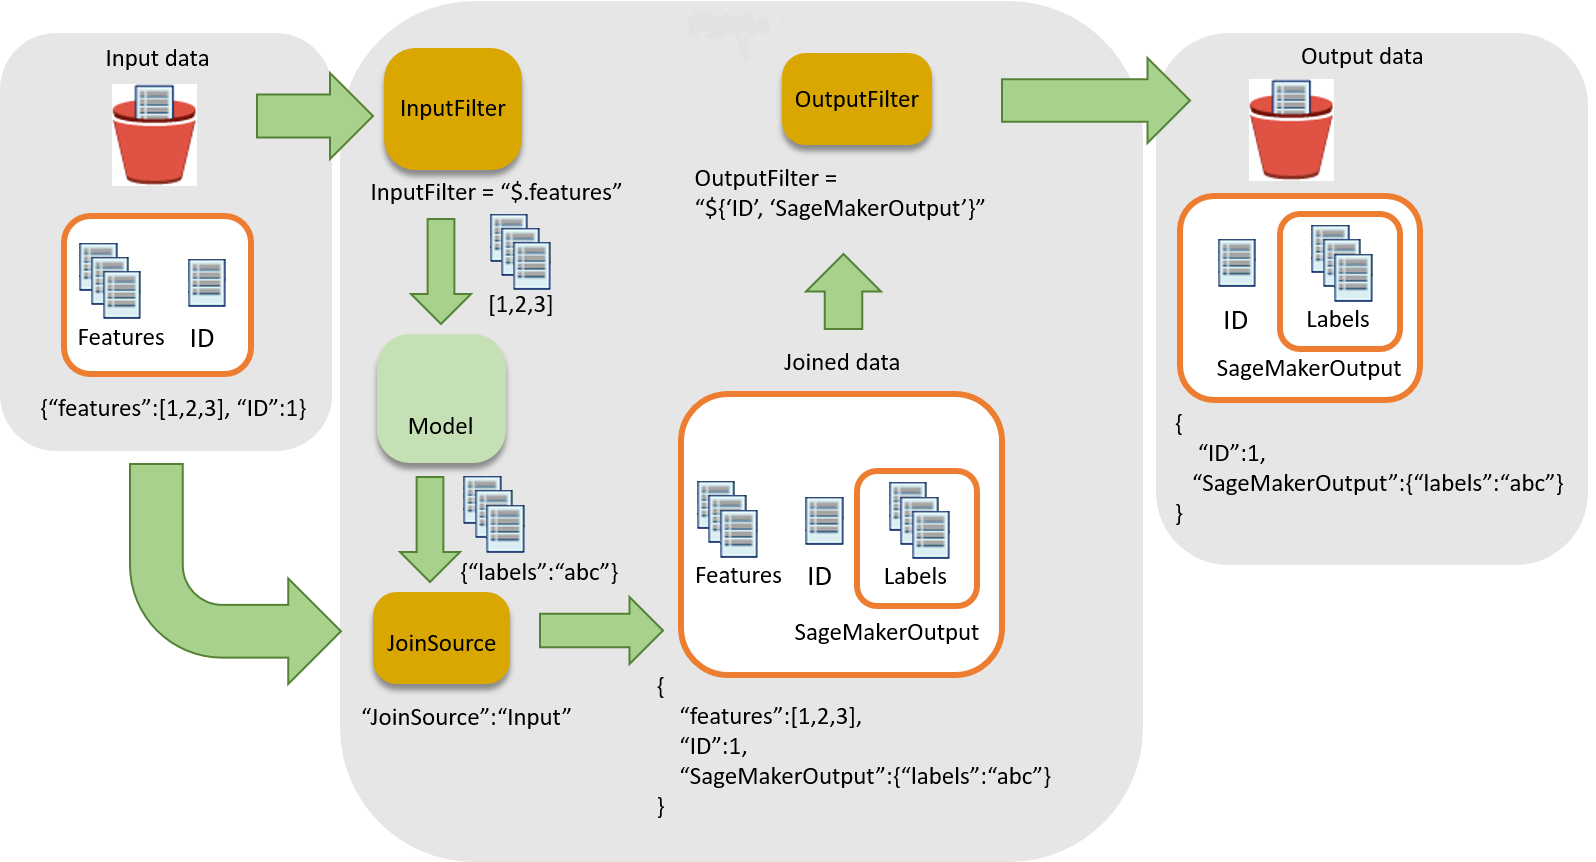 Input data
Features
ID
{“features”:[1,2,3], “ID”:1}
InputFilter
InputFilter = “$.features”
[1,2,3]
Model
{“labels”:“abc”}
JoinSource
“JoinSource”:“Input”
OutputFilter
OutputFilter =
“${‘ID’, ‘SageMakerOutput’}”
Joined data
Features
ID
Labels
SageMakerOutput
{
“features”:[1,2,3],
“ID”:1,
“SageMakerOutput”:{“labels”:“abc”}
}
Output data
ID
Labels
SageMakerOutput
{
“ID”:1,
“SageMakerOutput”:{“labels”:“abc”}
}